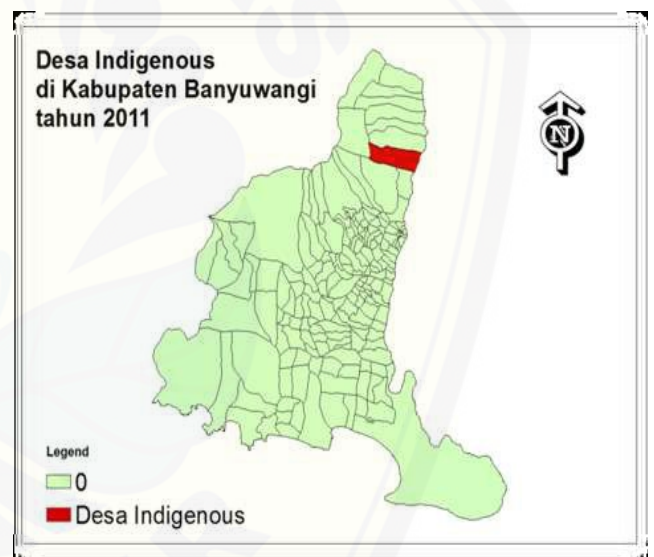 Desa Indigenous
di Kabupaten Banyuwangi
tahun 2011
N
Legend
0
Desa Indigenous